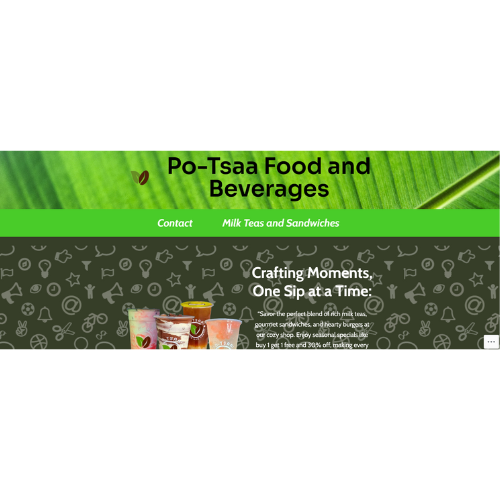 Po-Tsaa Food and
Beverages
Contact
Milk Teas and Sandwiches
Crafting Moments,
One Sip at a Time:
"Savor the perfect blend of rich milk teas,
gourmet sandwiches, and hearty burgers at
our cozy shop. Enjoy seasonal specials like
buy 1 get 1 free and 30% off, making every